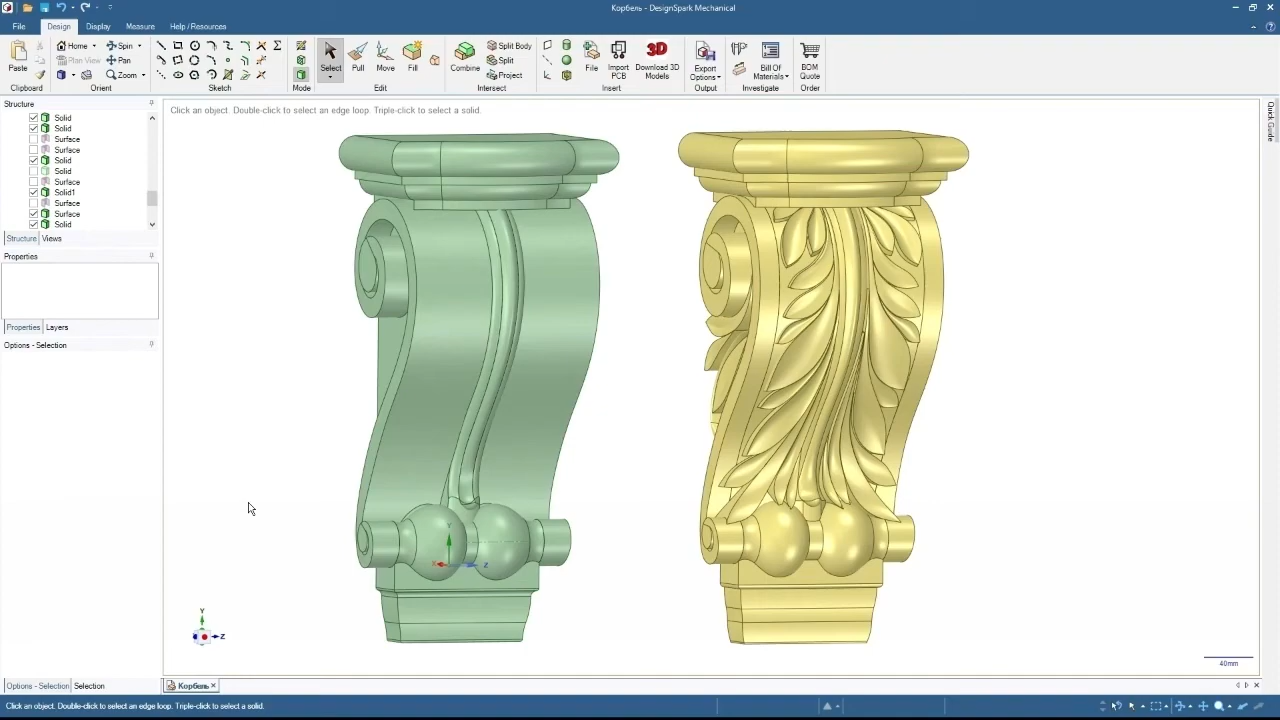 Корбель - DesignSpark Mechanical
File Design Display Measure Help / Resources
Paste
Home Spin
Plan View Pan
Zoom
Select Pull Move Fill
Combine
Split Body
Split
Project
File Import PCB Download 3D Models
Export Options
Bill Of Materials
BOM Quote
Clipboard Orient Sketch Mode Edit Intersect Insert Output Investigate Order
Structure
Click an object. Double-click to select an edge loop. Triple-click to select a solid.
Quick Guide
Solid
Solid
Surface
Surface
Solid
Solid
Surface
Solid1
Surface
Surface
Solid
Structure Views
Properties
Properties Layers
Options - Selection
Y
X
Z
Y
Z
40mm
Options - Selection Selection
Корбель
Click an object. Double-click to select an edge loop. Triple-click to select a solid.